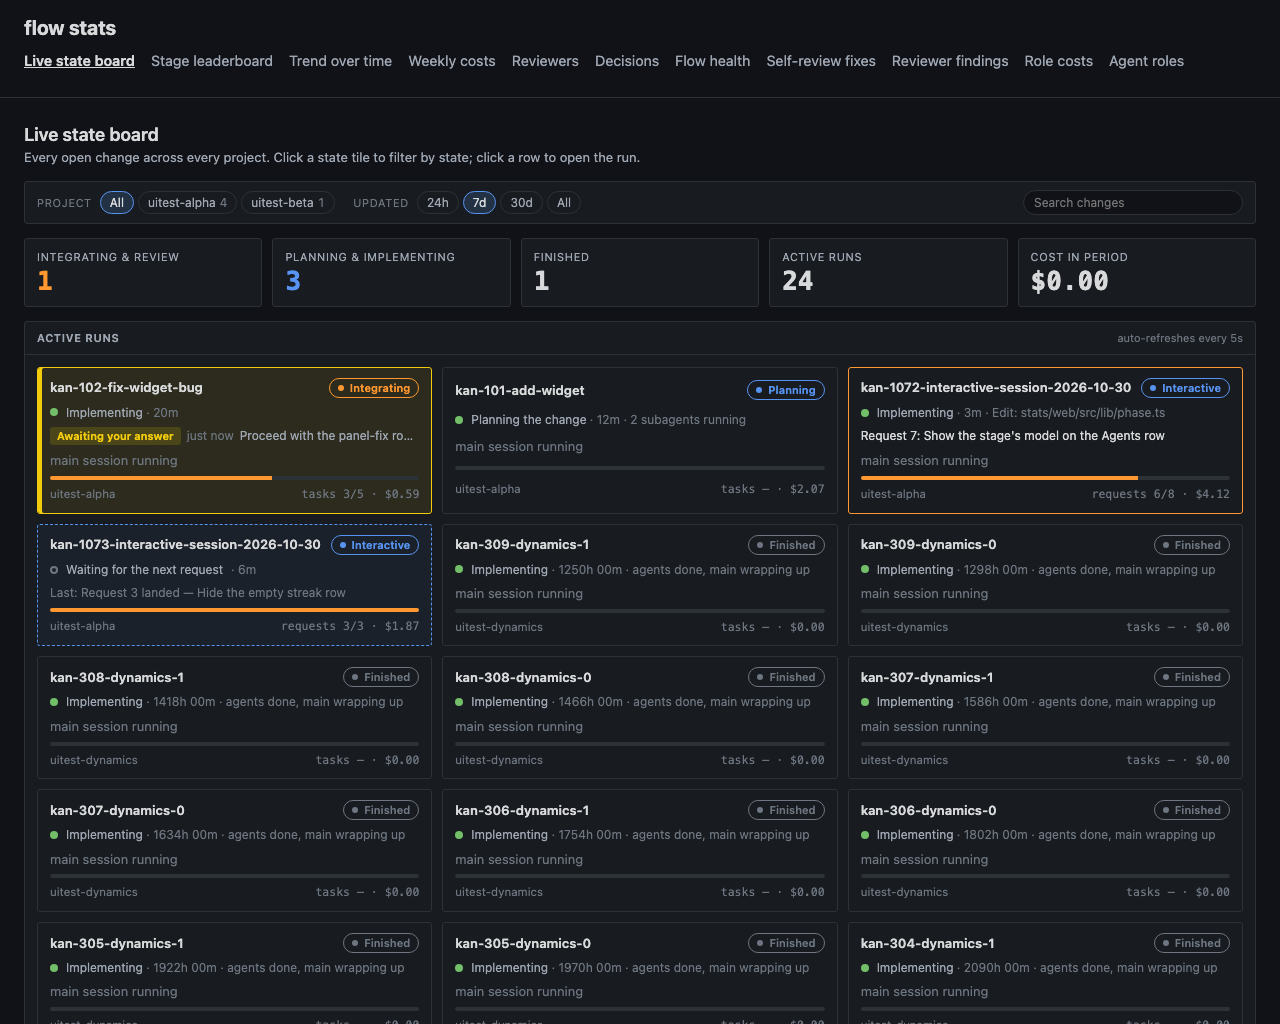 flow stats
Live state board Stage leaderboard Trend over time Weekly costs Reviewers Decisions Flow health Self-review fixes Reviewer findings Role costs Agent roles
Live state board
Every open change across every project. Click a state tile to filter by state; click a row to open the run.
PROJECT All uitest-alpha 4 uitest-beta 1 UPDATED 24h 7d 30d All Search changes
INTEGRATING & REVIEW
1
PLANNING & IMPLEMENTING
3
FINISHED
1
ACTIVE RUNS
24
COST IN PERIOD
$0.00
ACTIVE RUNS auto-refreshes every 5s
kan-102-fix-widget-bug Integrating
Implementing · 20m
Awaiting your answer just now Proceed with the panel-fix ro...
main session running
uitest-alpha tasks 3/5 · $0.59
kan-101-add-widget Planning
Planning the change · 12m · 2 subagents running
main session running
uitest-alpha tasks — · $2.07
kan-1072-interactive-session-2026-10-30 Interactive
Implementing · 3m · Edit: stats/web/src/lib/phase.ts
Request 7: Show the stage's model on the Agents row
main session running
uitest-alpha requests 6/8 · $4.12
kan-1073-interactive-session-2026-10-30 Interactive
Waiting for the next request · 6m
Last: Request 3 landed — Hide the empty streak row
uitest-alpha requests 3/3 · $1.87
kan-309-dynamics-1 Finished
Implementing · 1250h 00m · agents done, main wrapping up
main session running
uitest-dynamics tasks — · $0.00
kan-309-dynamics-0 Finished
Implementing · 1298h 00m · agents done, main wrapping up
main session running
uitest-dynamics tasks — · $0.00
kan-308-dynamics-1 Finished
Implementing · 1418h 00m · agents done, main wrapping up
main session running
uitest-dynamics tasks — · $0.00
kan-308-dynamics-0 Finished
Implementing · 1466h 00m · agents done, main wrapping up
main session running
uitest-dynamics tasks — · $0.00
kan-307-dynamics-1 Finished
Implementing · 1586h 00m · agents done, main wrapping up
main session running
uitest-dynamics tasks — · $0.00
kan-307-dynamics-0 Finished
Implementing · 1634h 00m · agents done, main wrapping up
main session running
uitest-dynamics tasks — · $0.00
kan-306-dynamics-1 Finished
Implementing · 1754h 00m · agents done, main wrapping up
main session running
uitest-dynamics tasks — · $0.00
kan-306-dynamics-0 Finished
Implementing · 1802h 00m · agents done, main wrapping up
main session running
uitest-dynamics tasks — · $0.00
kan-305-dynamics-1 Finished
Implementing · 1922h 00m · agents done, main wrapping up
main session running
kan-305-dynamics-0 Finished
Implementing · 1970h 00m · agents done, main wrapping up
main session running
kan-304-dynamics-1 Finished
Implementing · 2090h 00m · agents done, main wrapping up
main session running